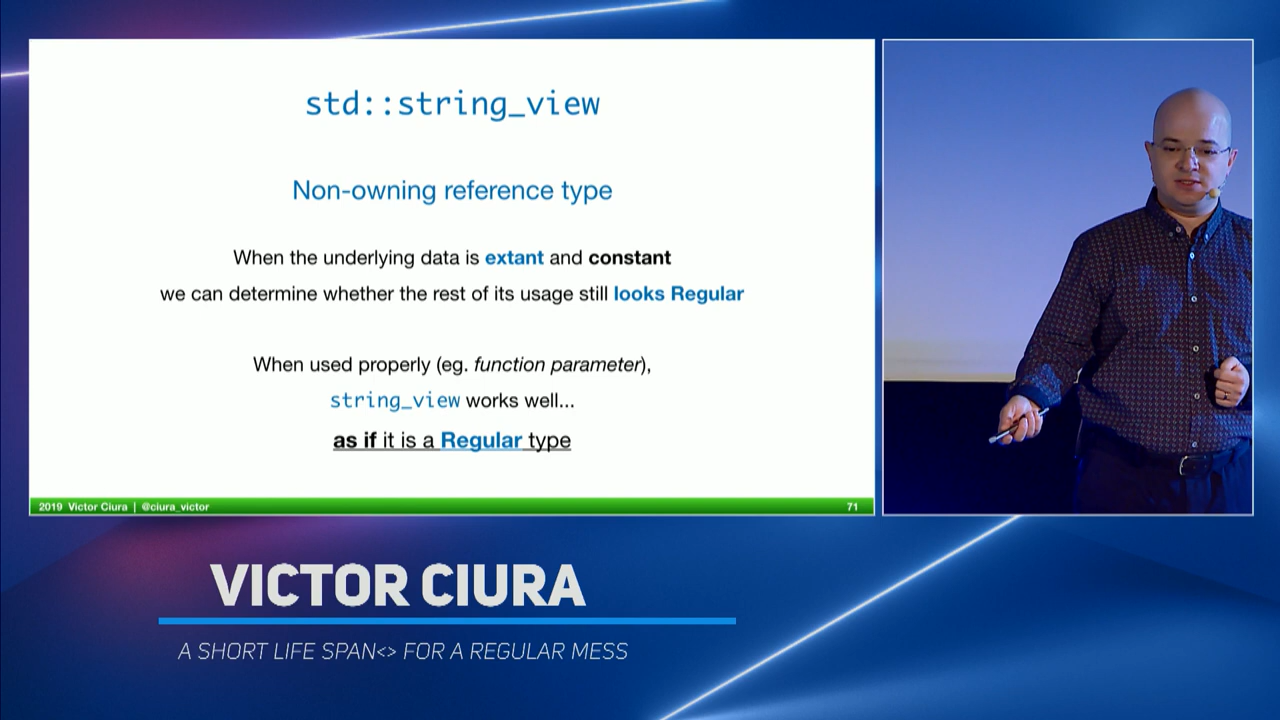 std::string_view
Non-owning reference type
When the underlying data is extant and constant
we can determine whether the rest of its usage still looks Regular
When used properly (eg. function parameter),
string_view works well...
as if it is a Regular type
2019 Victor Ciura | @ciura_victor
71
VICTOR CIURA
A SHORT LIFE SPAN<> FOR A REGULAR MESS